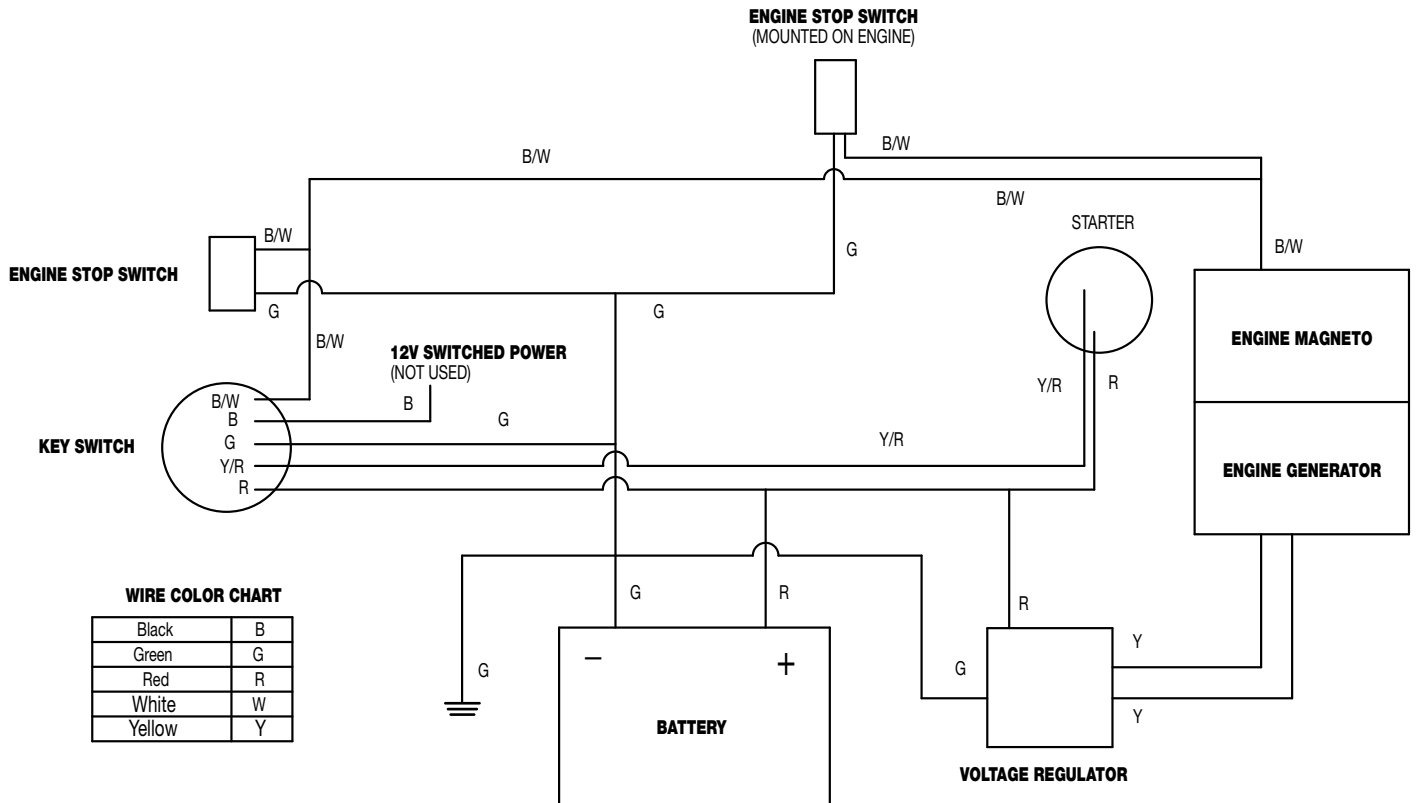 ENGINE STOP SWITCH
(MOUNTED ON ENGINE)
B/W
B/W
B/W
STARTER
B/W
G
B/W
ENGINE STOP SWITCH
G
G
B/W
ENGINE MAGNETO
12V SWITCHED POWER
(NOT USED)
Y/R
R
B/W
B
B
G
Y/R
KEY SWITCH
G
ENGINE GENERATOR
Y/R
R
WIRE COLOR CHART
G
R
R
Black B
Green G
Red R
White W
Yellow Y
Y
G
G
– +
Y
BATTERY
VOLTAGE REGULATOR